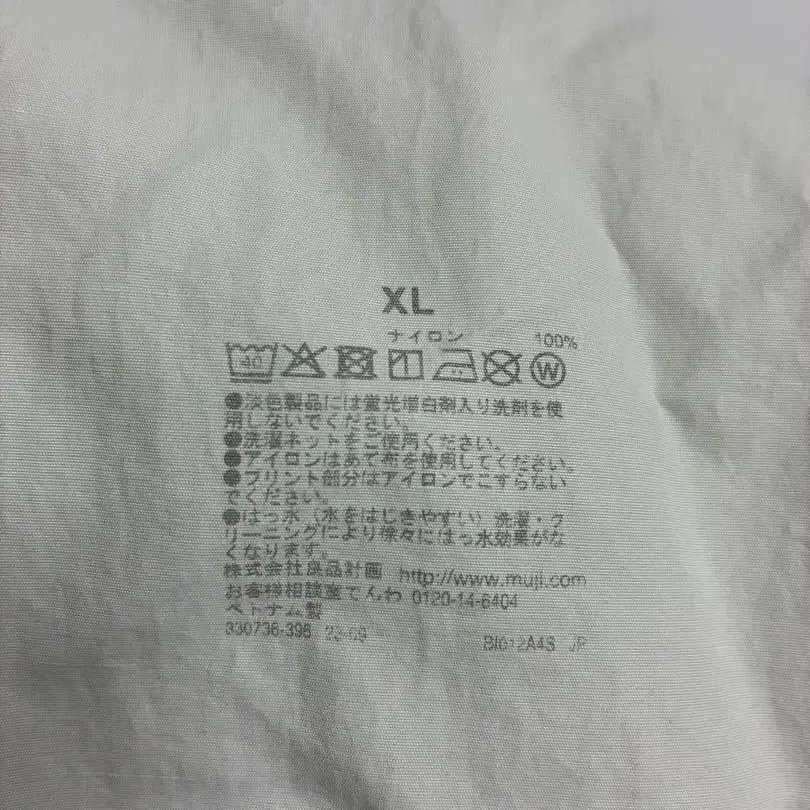 XL
ナイロン 100%
40
W
●淡色製品には蛍光増白剤入り洗剤を使
用しないでください。
●洗濯ネットをご使用ください。
●アイロンはあて布を使用してください。
●プリント部分はアイロンでこすらない
でください。
●はっ水（水をはじきやすい）洗濯・ク
リーニングにより徐々にはっ水効果がな
くなります。
株式会社良品計画 http://www.muji.com
お客様相談室でんわ 0120-14-6404
ベトナム製
330736-396 23-09
JP